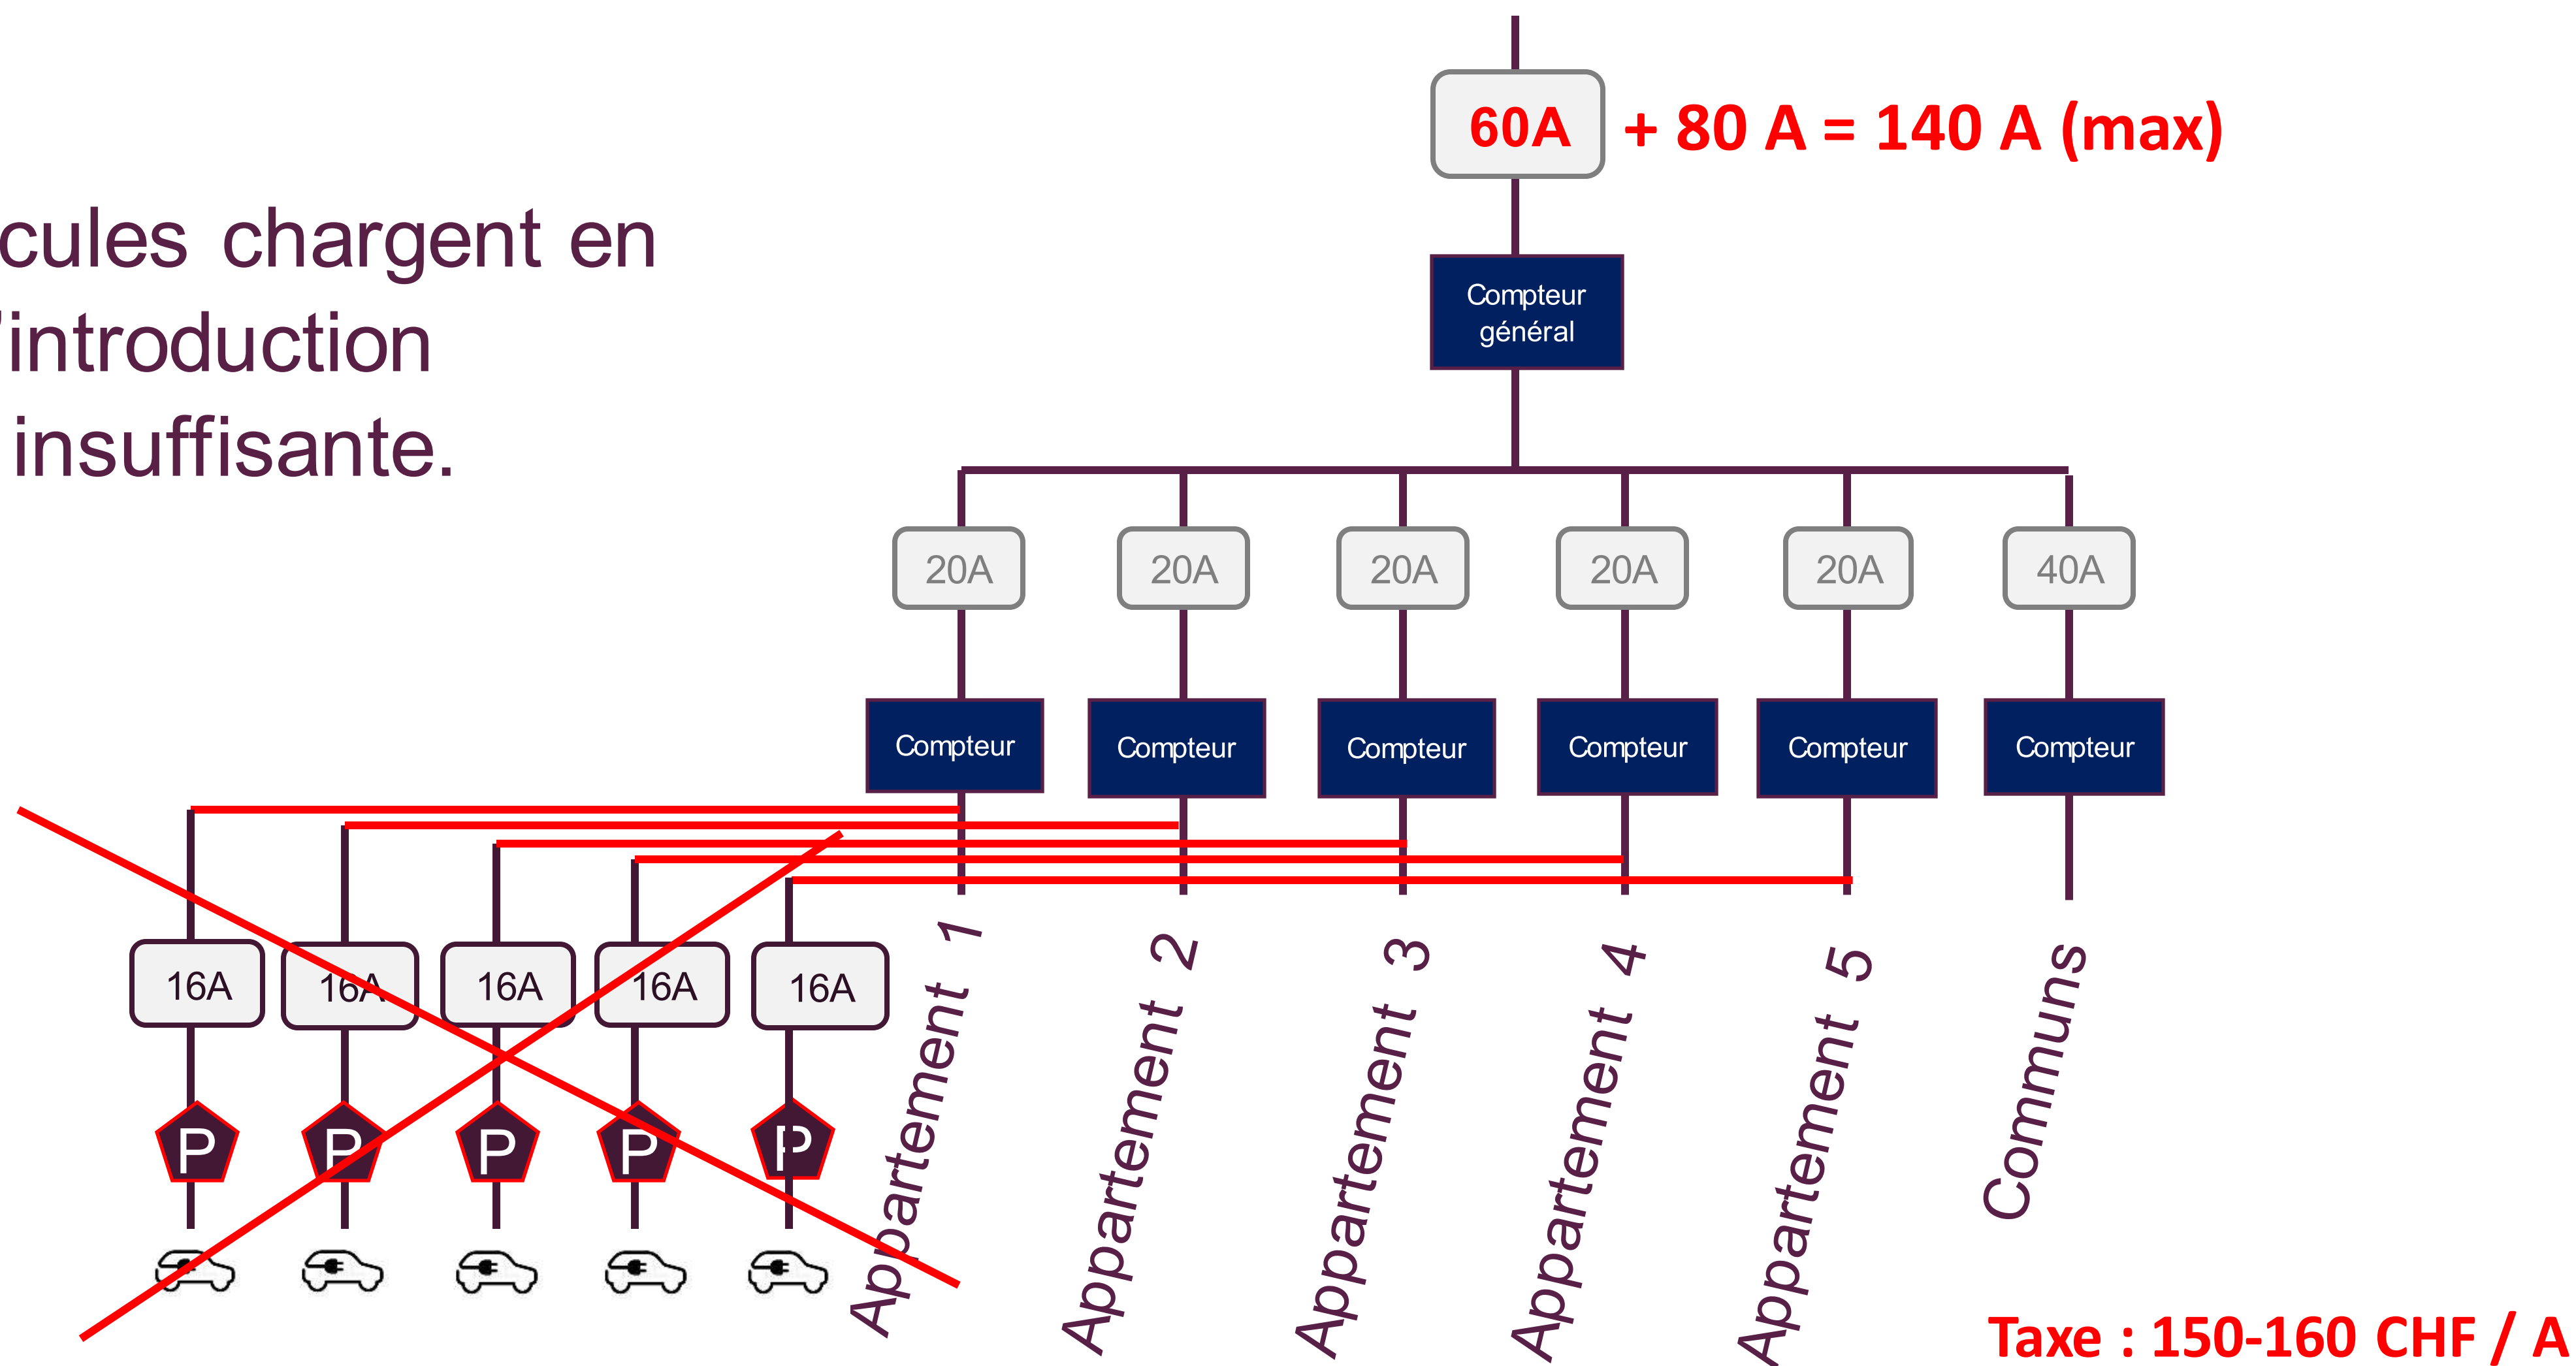 60A + 80 A = 140 A (max)
cules chargent en
'introduction
insuffisante.
Compteur
général
20A 20A 20A 20A 20A 40A
Compteur Compteur Compteur Compteur Compteur Compteur
16A 16A 16A 16A 16A
P P P P P
Appartement 1
Appartement 2
Appartement 3
Appartement 4
Appartement 5
Communs
Taxe : 150-160 CHF / A